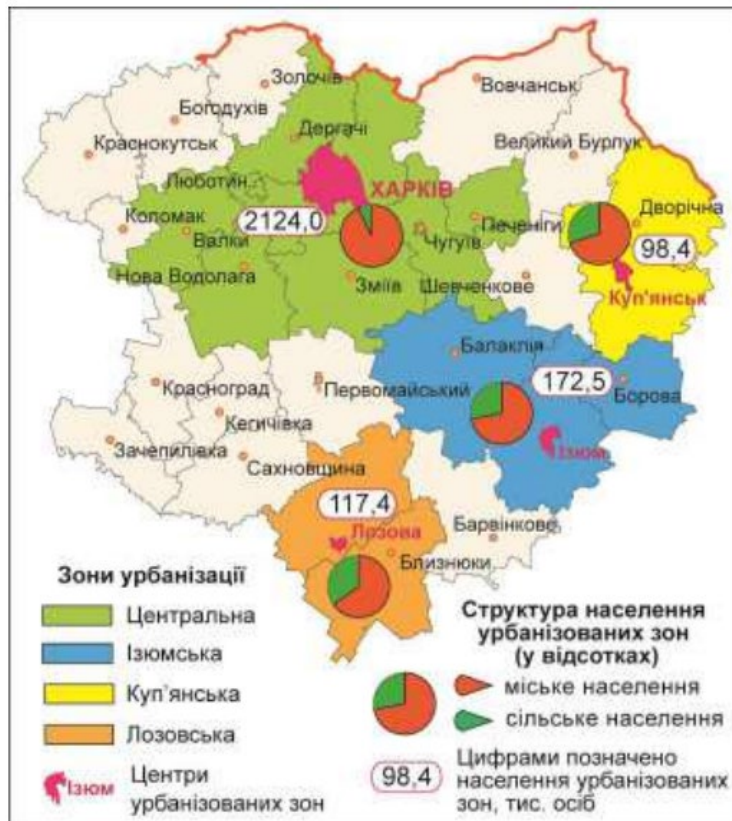 Золочів
Вовчанськ
Богодухів
Дергачі
Краснокутськ
Великий Бурлук
Люботин
ХАРКІВ
Коломак
2124,0
Печеніги
Дворічна
Валки
Чугуїв
98,4
Нова Водолага
Зміїв
Шевченкове
Куп'янськ
Балаклія
172,5
Красноград
Первомайський
Борова
Кегичівка
Зачепилівка
Ізюм
Сахновщина
117,4
Барвінкове
Лозова
Близнюки
Зони урбанізації
Центральна
Ізюмська
Куп'янська
Лозовська
Ізюм
Центри
урбанізованих зон
Структура населення
урбанізованих зон
(у відсотках)
міське населення
сільське населення
98,4
Цифрами позначено
населення урбанізованих
зон, тис. осіб